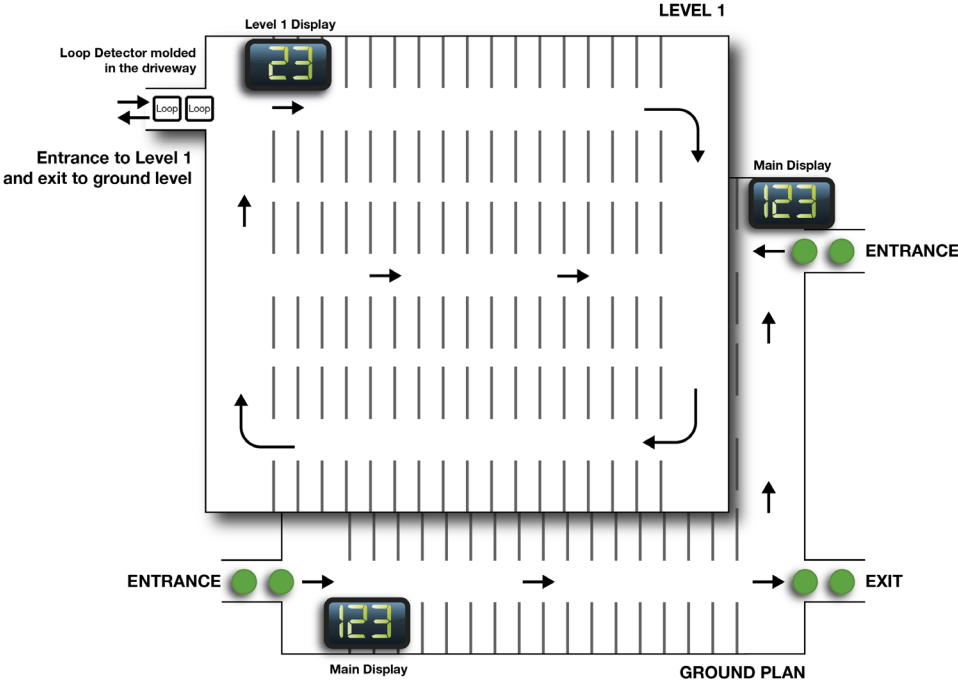 LEVEL 1
Level 1 Display
23
Loop Detector molded
in the driveway
Loop Loop
Entrance to Level 1
and exit to ground level
Main Display
123
ENTRANCE
ENTRANCE
EXIT
123
Main Display
GROUND PLAN